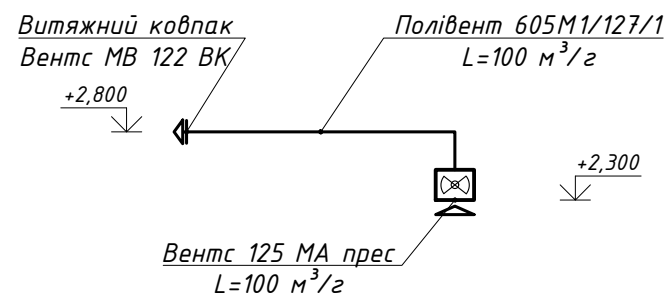 Витяжний ковпак
Вентс МВ 122 ВК
Полівент 605М1/127/1
L=100 м³/г
+2,800
+2,300
Вентс 125 МА прес
L=100 м³/г